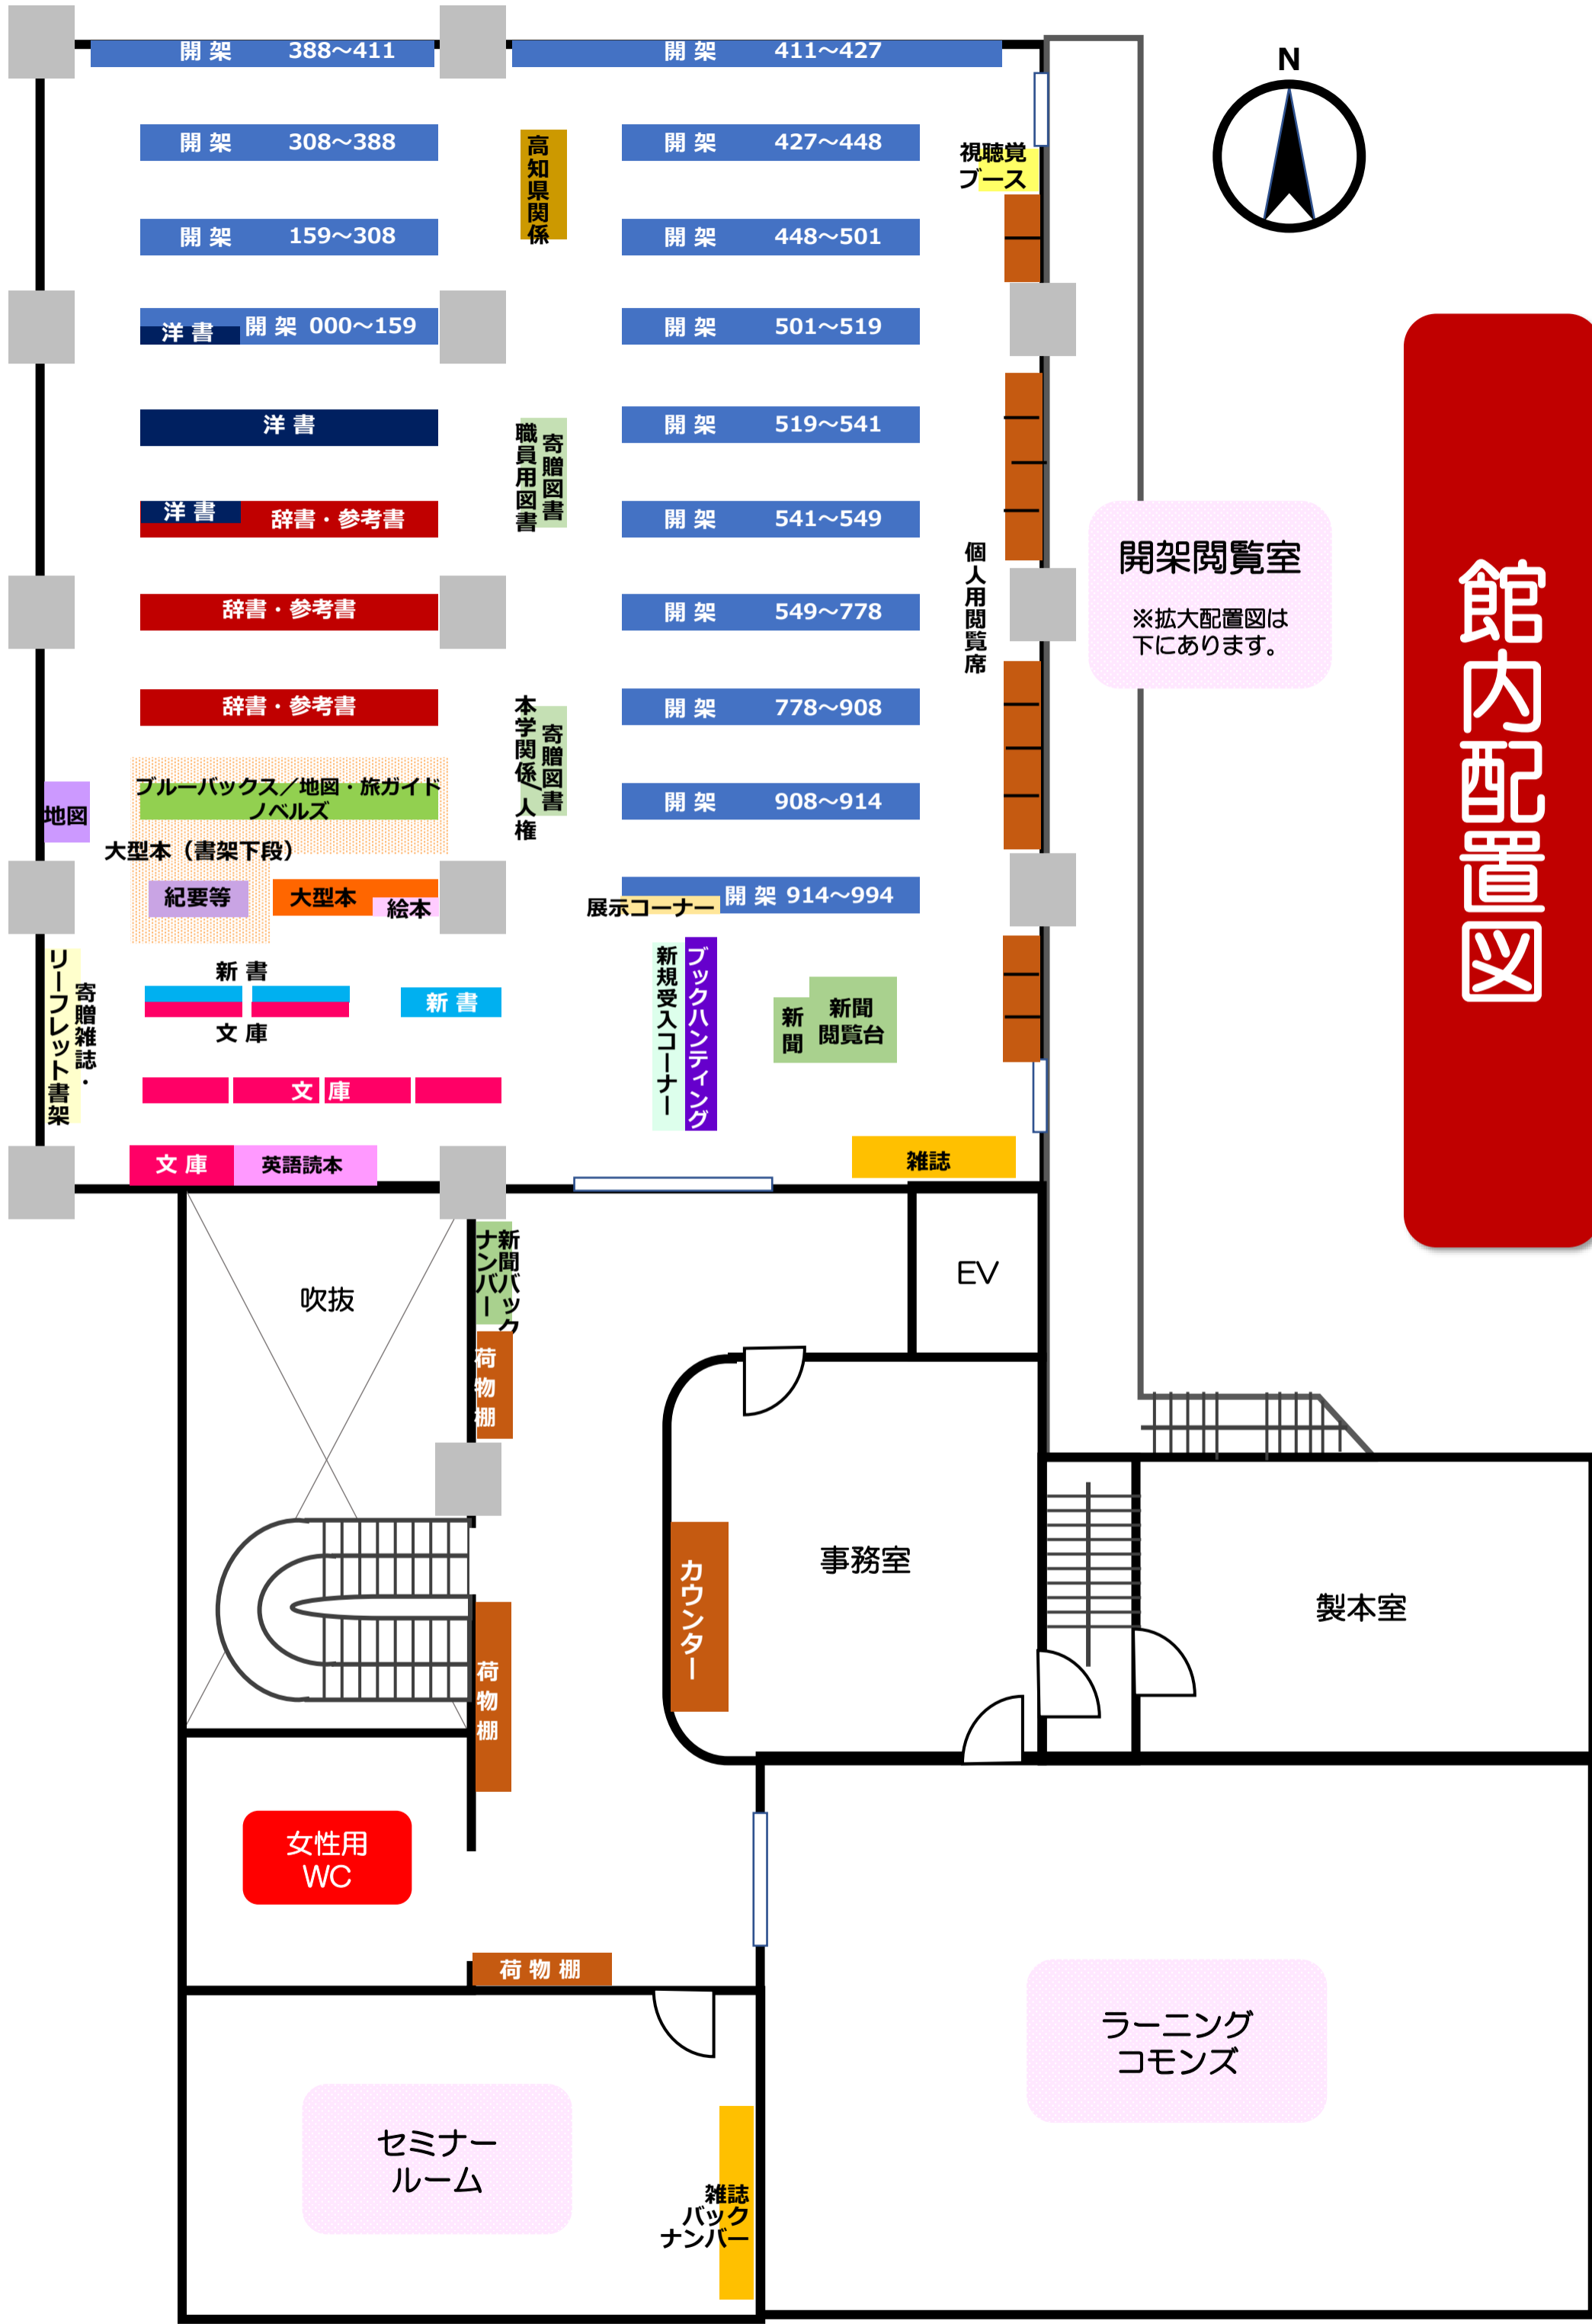 開 架 388～411
開 架 411～427
N
開 架 308～388
高知県関係
開 架 427～448
視聴覚
ブース
開 架 159～308
開 架 448～501
洋 書
開 架 000～159
開 架 501～519
洋 書
職員用図書
寄贈図書
開 架 519～541
洋 書
辞書・参考書
開 架 541～549
個人用閲覧席
開架閲覧室
※拡大配置図は
下にあります。
館内配置図
辞書・参考書
開 架 549～778
辞書・参考書
本学関係/人権
寄贈図書
開 架 778～908
地図
ブルーバックス／地図・旅ガイド
ノベルズ
開 架 908～914
大型本（書架下段）
紀要等
大型本
絵本
開 架 914～994
展示コーナー
寄贈雑誌・
リーフレット書架
新 書
文 庫
新 書
新規受入コーナー
ブックハンティング
新聞
新聞
閲覧台
文 庫
文 庫
英語読本
雑誌
吹抜
新聞バック
ナンバー
EV
荷物棚
カウンター
事務室
製本室
荷物棚
女性用
WC
荷 物 棚
ラーニング
コモンズ
セミナー
ルーム
雑誌
バック
ナンバー